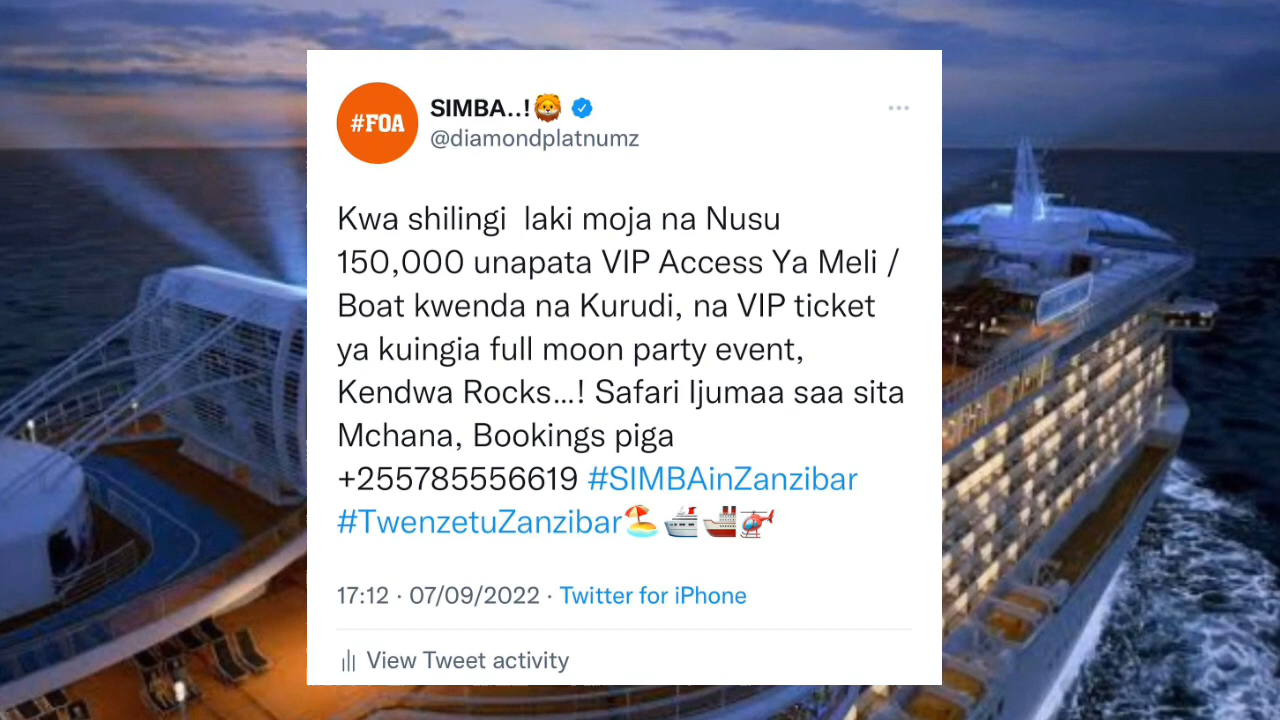 #FOA
SIMBA..!🦁
@diamondplatnumz
Kwa shilingi  laki moja na Nusu
150,000 unapata VIP Access Ya Meli /
Boat kwenda na Kurudi, na VIP ticket
ya kuingia full moon party event,
Kendwa Rocks...! Safari Ijumaa saa sita
Mchana, Bookings piga
+255785556619 #SIMBAinZanzibar
#TwenzetuZanzibar🏖🛳🚢🚁
17:12 · 07/09/2022 · Twitter for iPhone
View Tweet activity